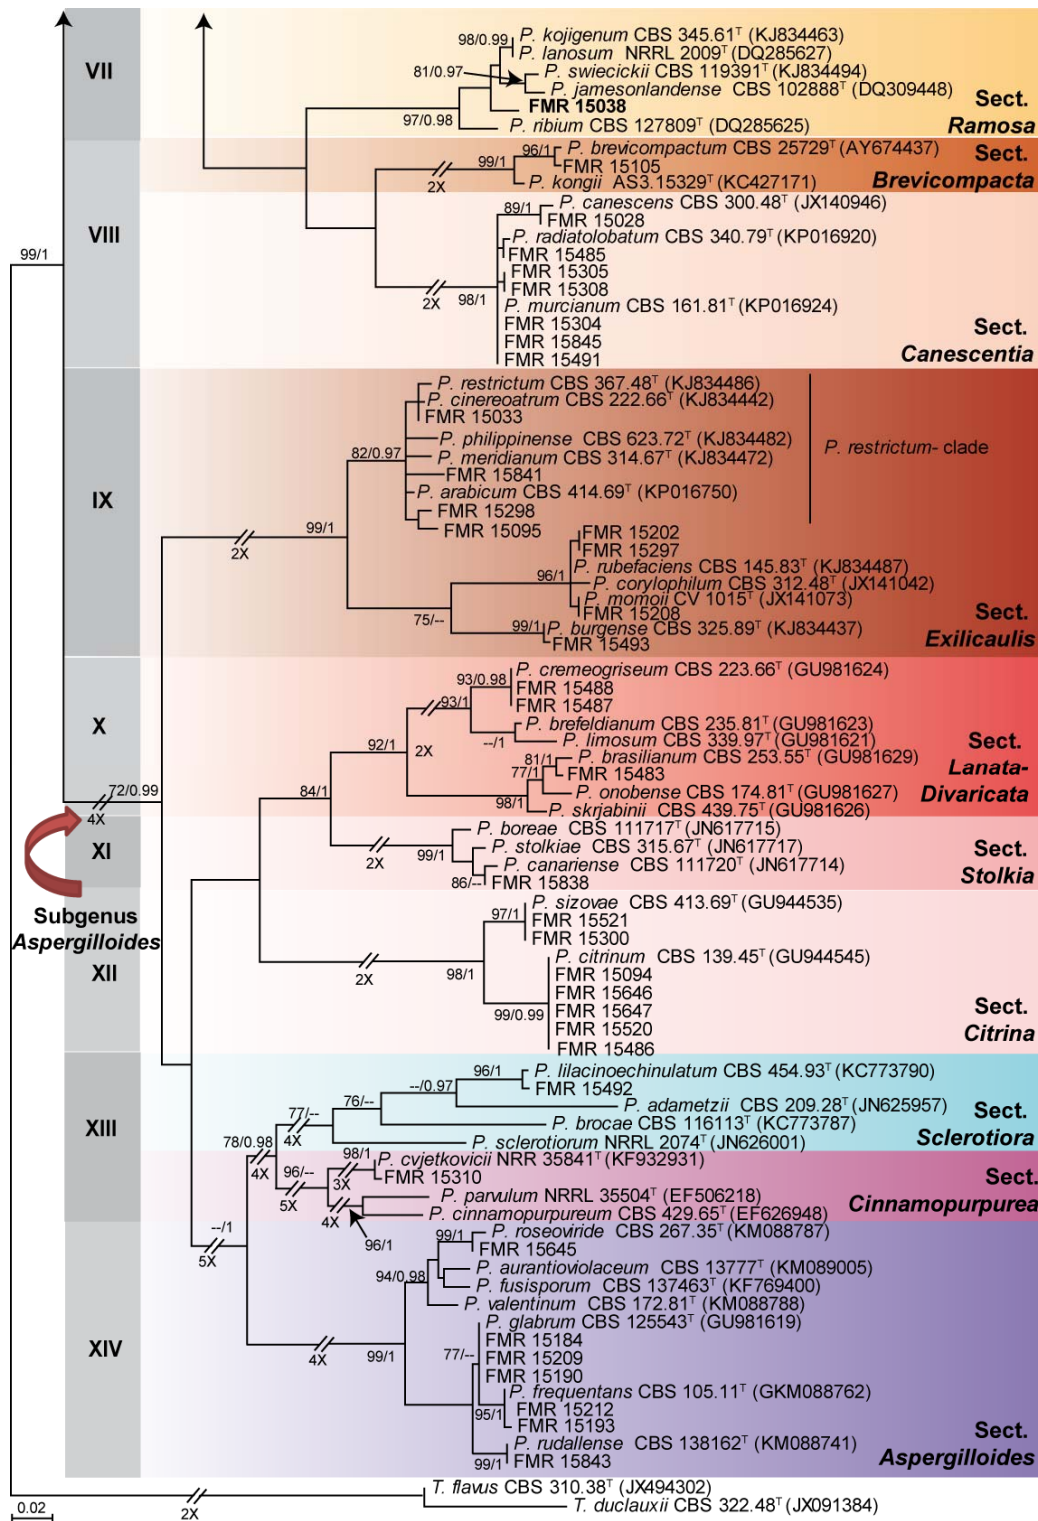 VII
98/0.99
P. kojigenum CBS 345.61T (KJ834463)
P. lanosum NRRL 2009T (DQ285627)
81/0.97
P. swiecickii CBS 119391T (KJ834494)
P. jamesonlandense CBS 102888T (DQ309448)
FMR 15038
97/0.98
P. ribium CBS 127809T (DQ285625)
Sect.
Ramosa
VIII
96/1
P. brevicompactum CBS 25729T (AY674437)
99/1
FMR 15105
2X
P. kongii AS3.15329T (KC427171)
Sect.
Brevicompacta
89/1
P. canescens CBS 300.48T (JX140946)
FMR 15028
P. radiatolobatum CBS 340.79T (KP016920)
FMR 15485
99/1
FMR 15305
FMR 15308
2X
98/1
P. murcianum CBS 161.81T (KP016924)
FMR 15304
FMR 15845
FMR 15491
Sect.
Canescentia
IX
P. restrictum CBS 367.48T (KJ834486)
P. cinereoatrum CBS 222.66T (KJ834442)
FMR 15033
P. philippinense CBS 623.72T (KJ834482)
82/0.97
P. meridianum CBS 314.67T (KJ834472)
P. restrictum- clade
FMR 15841
P. arabicum CBS 414.69T (KP016750)
FMR 15298
FMR 15095
99/1
2X
FMR 15202
FMR 15297
P. rubefaciens CBS 145.83T (KJ834487)
96/1
P. corylophilum CBS 312.48T (JX141042)
P. momoii CV 1015T (JX141073)
FMR 15208
75/--
99/1
P. burgense CBS 325.89T (KJ834437)
FMR 15493
Sect.
Exilicaulis
X
P. cremeogriseum CBS 223.66T (GU981624)
93/0.98
FMR 15488
93/1
FMR 15487
P. brefeldianum CBS 235.81T (GU981623)
--/1
P. limosum CBS 339.97T (GU981621)
92/1
2X
81/1
P. brasilianum CBS 253.55T (GU981629)
77/1
FMR 15483
P. onobense CBS 174.81T (GU981627)
98/1
P. skrjabinii CBS 439.75T (GU981626)
84/1
Sect.
Lanata-
Divaricata
72/0.99
4X
XI
P. boreae CBS 111717T (JN617715)
P. stolkiae CBS 315.67T (JN617717)
2X
99/1
P. canariense CBS 111720T (JN617714)
86/--
FMR 15838
Sect.
Stolkia
Subgenus
Aspergilloides
XII
P. sizovae CBS 413.69T (GU944535)
97/1
FMR 15521
FMR 15300
2X
98/1
P. citrinum CBS 139.45T (GU944545)
FMR 15094
FMR 15646
FMR 15647
99/0.99
FMR 15520
FMR 15486
Sect.
Citrina
XIII
96/1
P. lilacinoechinulatum CBS 454.93T (KC773790)
--/0.97
FMR 15492
76/--
P. adametzii CBS 209.28T (JN625957)
77/--
4X
P. brocae CBS 116113T (KC773787)
P. sclerotiorum NRRL 2074T (JN626001)
Sect.
Sclerotiora
78/0.98
4X
98/1
P. cvjetkovicii NRR 35841T (KF932931)
96/--
3X
FMR 15310
5X
P. parvulum NRRL 35504T (EF506218)
4X
P. cinnamopurpureum CBS 429.65T (EF626948)
96/1
Sect.
Cinnamopurpurea
--/1
5X
XIV
99/1
P. roseoviride CBS 267.35T (KM088787)
FMR 15645
P. aurantioviolaceum CBS 13777T (KM089005)
94/0.98
P. fusisporum CBS 137463T (KF769400)
P. valentinum CBS 172.81T (KM088788)
4X
99/1
P. glabrum CBS 125543T (GU981619)
FMR 15184
77/--
FMR 15209
FMR 15190
P. frequentans CBS 105.11T (GKM088762)
95/1
FMR 15212
FMR 15193
P. rudallense CBS 138162T (KM088741)
99/1
FMR 15843
Sect.
Aspergilloides
T. flavus CBS 310.38T (JX494302)
2X
T. duclauxii CBS 322.48T (JX091384)
0.02